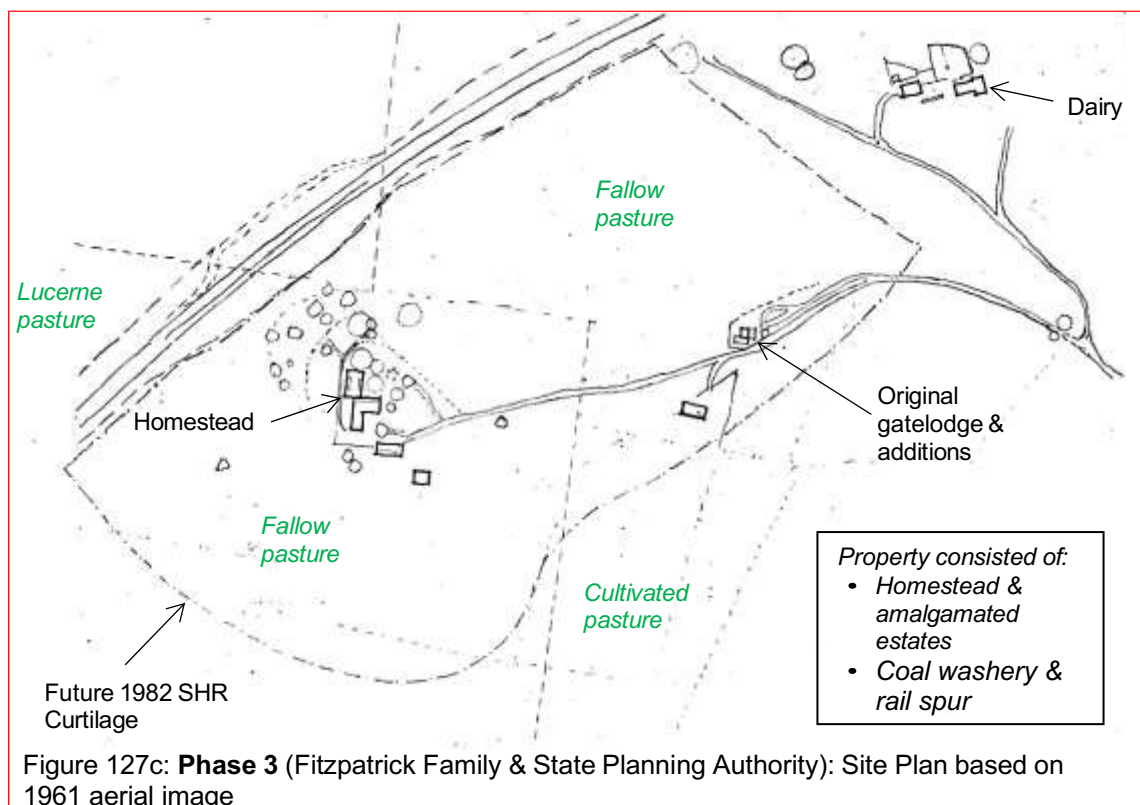 Dairy
Fallow
pasture
Lucerne
pasture
Homestead
Original
gatelodge &
additions
Fallow
pasture
Cultivated
pasture
Property consisted of:
• Homestead &
amalgamated
estates
• Coal washery &
rail spur
Future 1982 SHR
Curtilage
Figure 127c: Phase 3 (Fitzpatrick Family & State Planning Authority): Site Plan based on
1961 aerial image